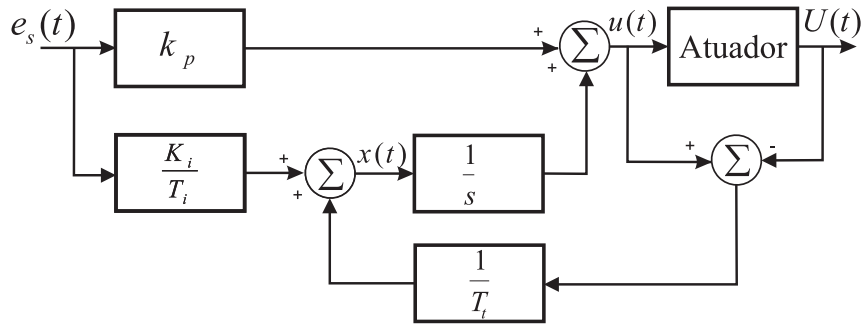 e_s(t)
k_p
+
+
Σ
u(t)
Atuador
U(t)
K_i
T_i
+
+
Σ
x(t)
1
s
+
Σ
-
1
T_t